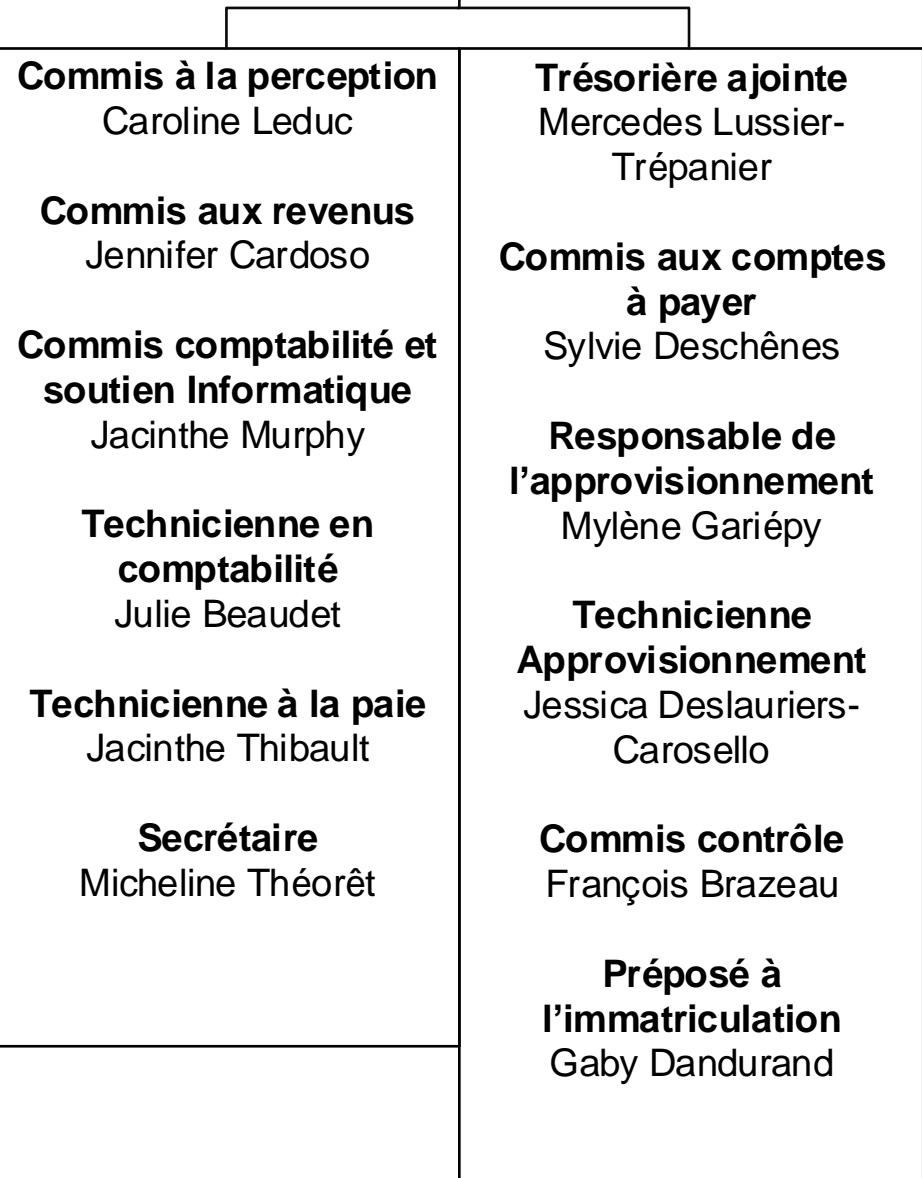 Commis à la perception
Caroline Leduc
Commis aux revenus
Jennifer Cardoso
Commis comptabilité et
soutien Informatique
Jacinthe Murphy
Technicienne en
comptabilité
Julie Beaudet
Technicienne à la paie
Jacinthe Thibault
Secrétaire
Micheline Théorêt
Trésorière ajointe
Mercedes Lussier-
Trépanier
Commis aux comptes
à payer
Sylvie Deschênes
Responsable de
l’approvisionnement
Mylène Gariépy
Technicienne
Approvisionnement
Jessica Deslauriers-
Carosello
Commis contrôle
François Brazeau
Préposé à
l’immatriculation
Gaby Dandurand